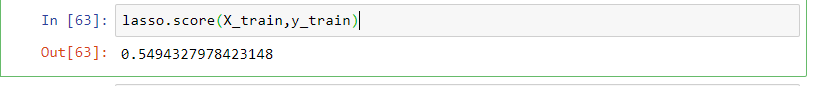 In [63]: lasso.score(X_train,y_train)
Out[63]: 0.5494327978423148